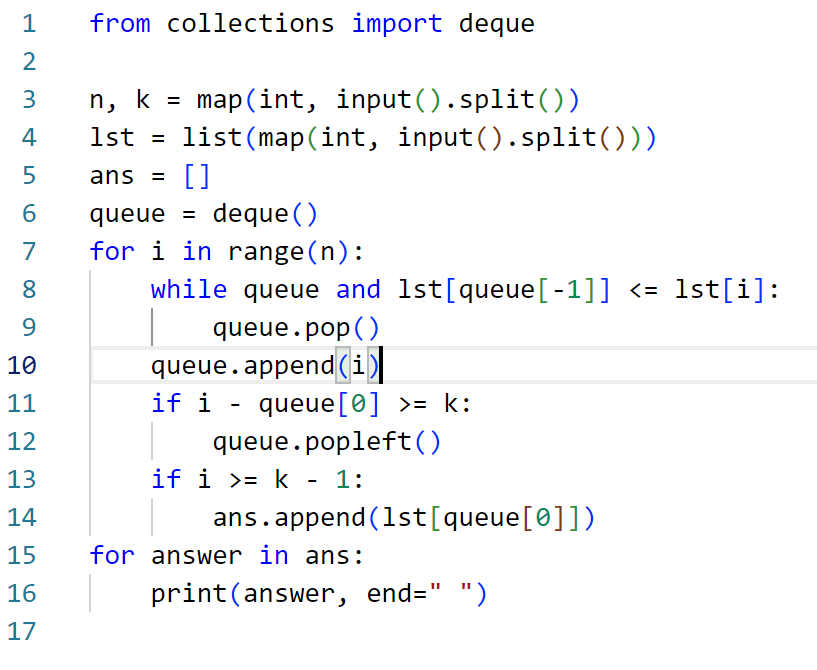 1 from collections import deque
2
3 n, k = map(int, input().split())
4 lst = list(map(int, input().split()))
5 ans = []
6 queue = deque()
7 for i in range(n):
8     while queue and lst[queue[-1]] <= lst[i]:
9         queue.pop()
10     queue.append(i)
11     if i - queue[0] >= k:
12         queue.popleft()
13     if i >= k - 1:
14         ans.append(lst[queue[0]])
15 for answer in ans:
16     print(answer, end=" ")
17